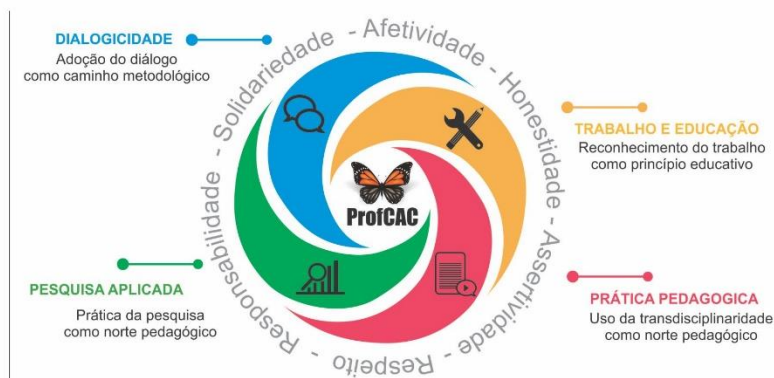 Responsabilidade - Solidariedade - Afetividade - Honestidade - Assertividade - Respeito -
DIALOGICIDADE
Adoção do diálogo
como caminho metodológico
TRABALHO E EDUCAÇÃO
Reconhecimento do trabalho
como princípio educativo
ProfCAC
PESQUISA APLICADA
Prática da pesquisa
como norte pedagógico
PRÁTICA PEDAGOGICA
Uso da transdisciplinaridade
como norte pedagógico